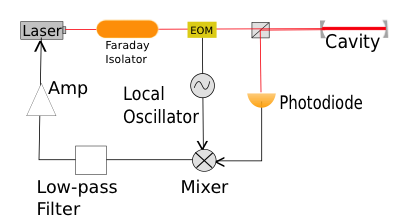 Laser
Faraday
Isolator
EOM
Cavity
Amp
Local
Oscillator
Photodiode
Low-pass
Filter
Mixer